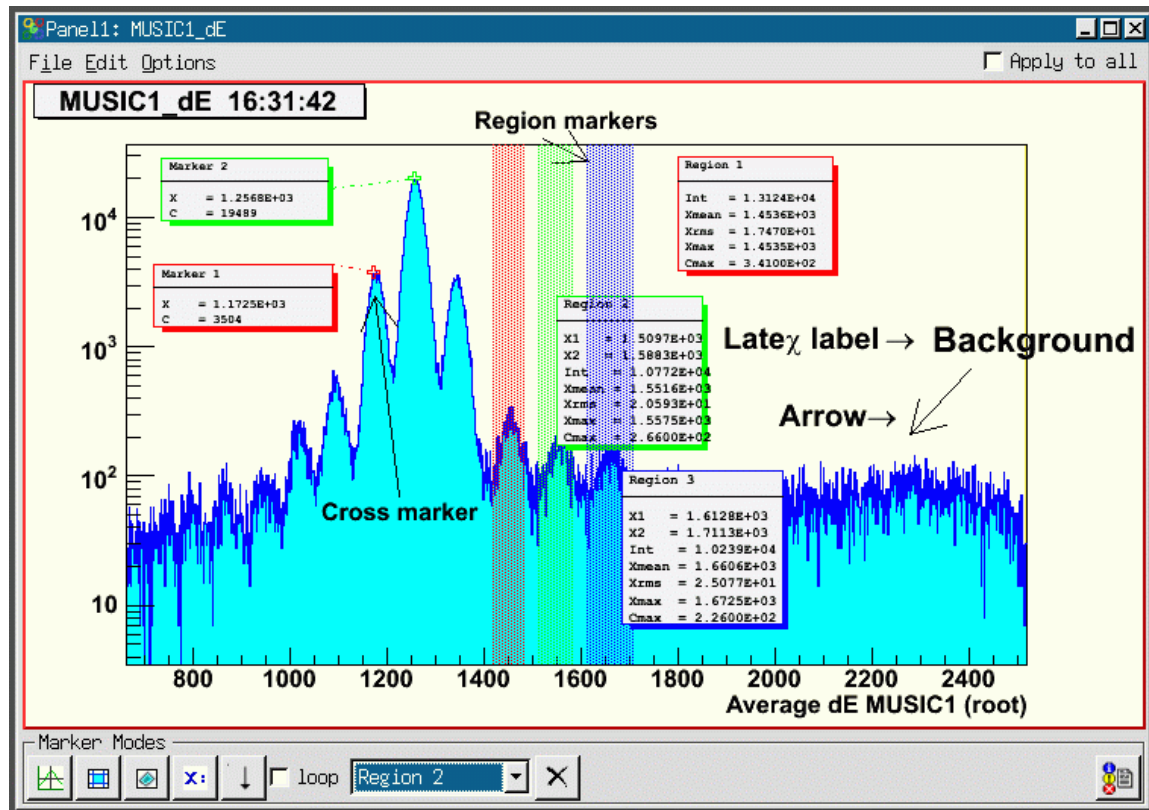 Panel1: MUSIC1_dE
File Edit Options
Apply to all
MUSIC1_dE 16:31:42
Region markers
Marker 2
X = 1.2568E+03
C = 19489
Marker 1
X = 1.1725E+03
C = 3504
Region 1
Int = 1.3124E+04
Xmean = 1.4536E+03
Xrms = 1.7470E+01
Xmax = 1.4535E+03
Cmax = 3.4100E+02
Region 2
X1 = 1.5097E+03
X2 = 1.5883E+03
Int = 1.0772E+04
Xmean = 1.5516E+03
Xrms = 2.0593E+01
Xmax = 1.5575E+03
Cmax = 2.6600E+02
Lateχ label → Background
Arrow→
Cross marker
Region 3
X1 = 1.6128E+03
X2 = 1.7113E+03
Int = 1.0239E+04
Xmean = 1.6606E+03
Xrms = 2.5077E+01
Xmax = 1.6725E+03
Cmax = 2.2600E+02
10⁴
10³
10²
10
800 1000 1200 1400 1600 1800 2000 2200 2400
Average dE MUSIC1 (root)
Marker Modes
X:
loop
Region 2